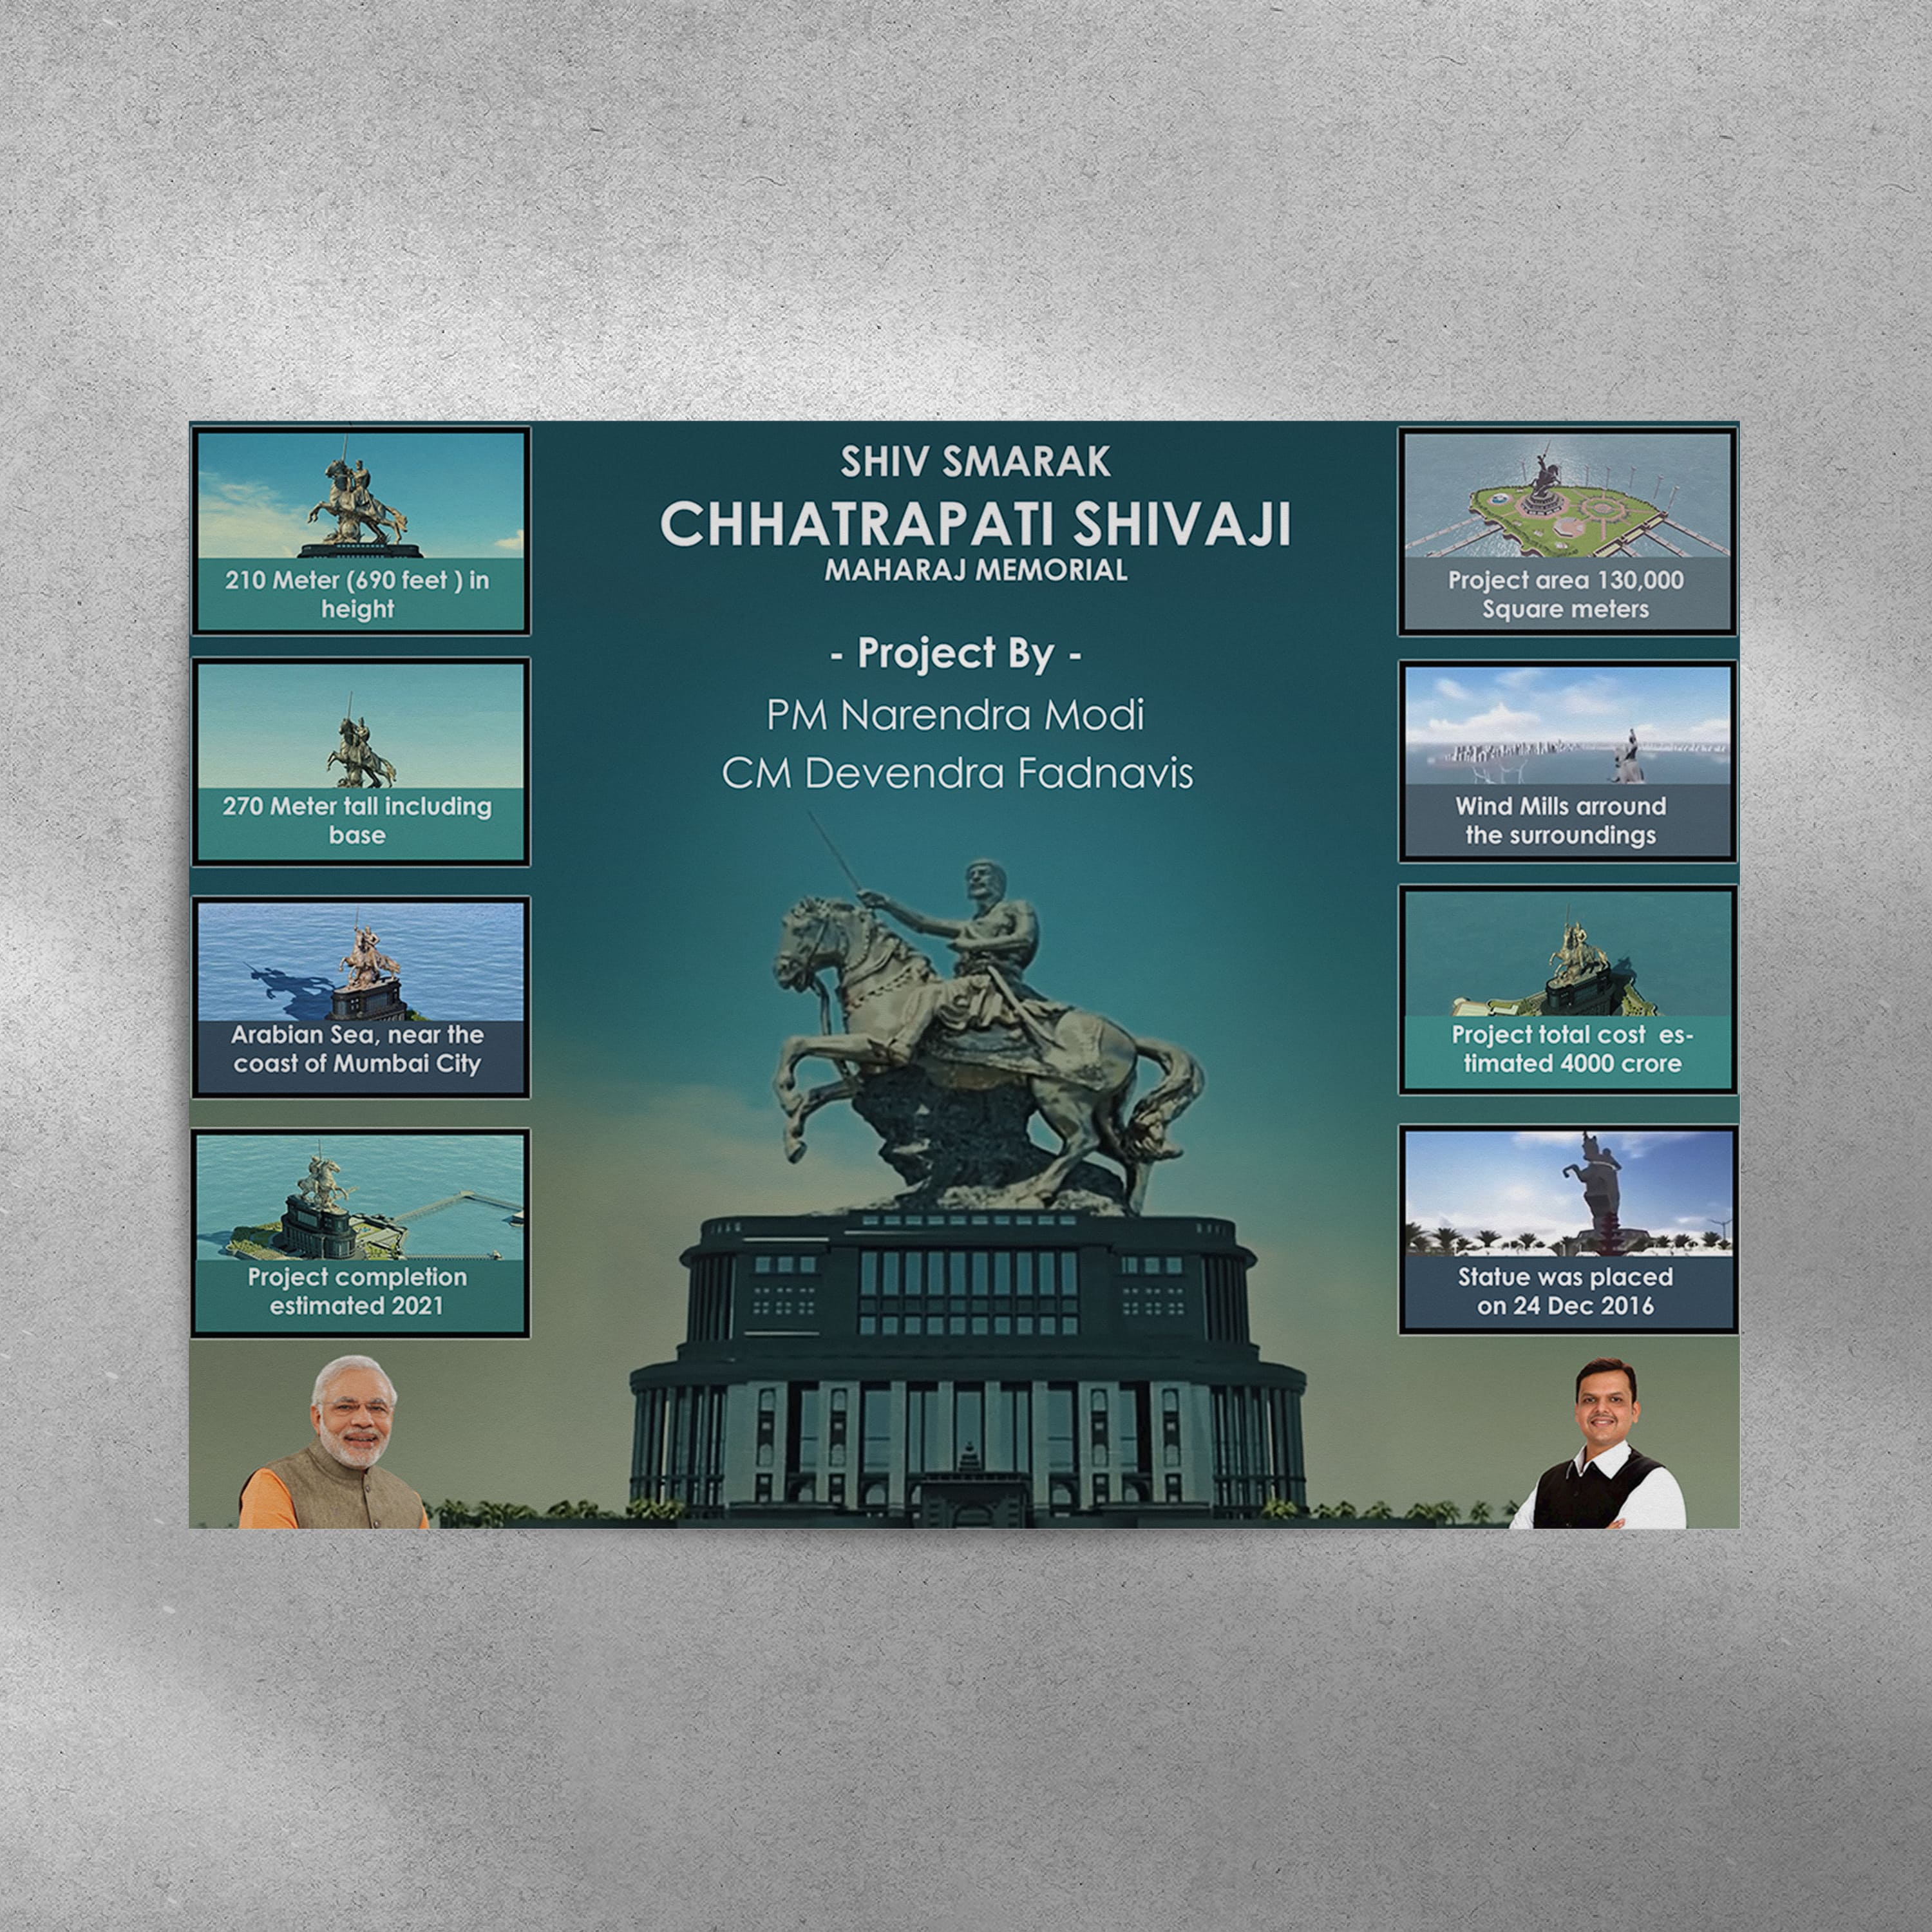 SHIV SMARAK
CHHATRAPATI SHIVAJI
MAHARAJ MEMORIAL
- Project By -
PM Narendra Modi
CM Devendra Fadnavis
210 Meter (690 feet ) in
height
270 Meter tall including
base
Arabian Sea, near the
coast of Mumbai City
Project completion
estimated 2021
Project area 130,000
Square meters
Wind Mills arround
the surroundings
Project total cost  es-
timated 4000 crore
Statue was placed
on 24 Dec 2016